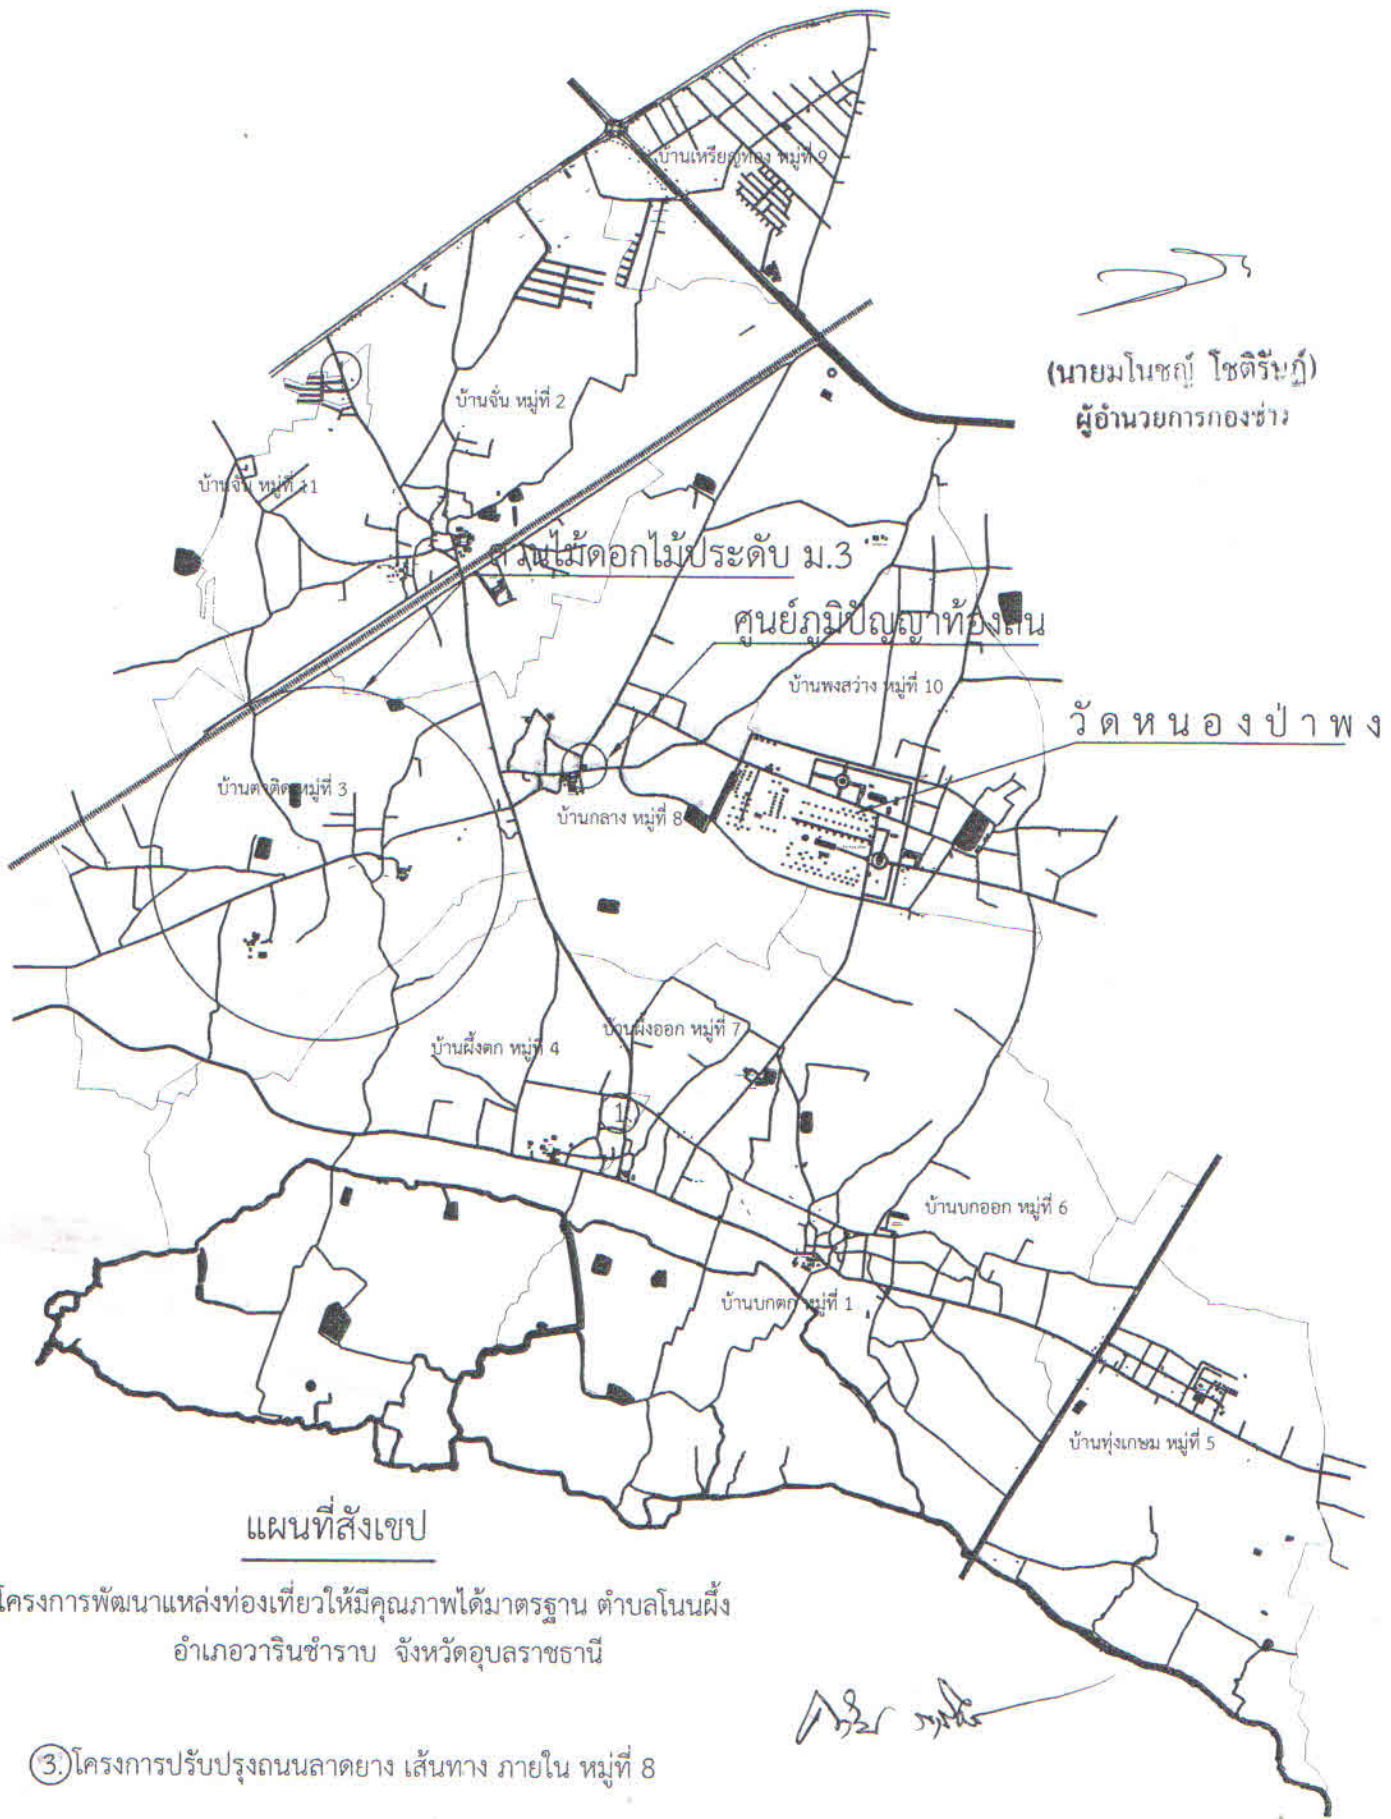 บ้านเหรียญทอง หมู่ที่ 9
(นายมโนชญ์ โชติรัษฎ์)
ผู้อำนวยการกองช่าง
บ้านจั่น หมู่ที่ 2
บ้านจั่น หมู่ที่ 11
สวนไม้ดอกไม้ประดับ ม.3
ศูนย์ภูมิปัญญาท้องถิ่น
บ้านพงสว่าง หมู่ที่ 10
วัดหนองป่าพง
บ้านตาติด หมู่ที่ 3
บ้านกลาง หมู่ที่ 8
บ้านผึ้งออก หมู่ที่ 7
บ้านผึ้งตก หมู่ที่ 4
1
บ้านบกออก หมู่ที่ 6
บ้านบกตก หมู่ที่ 1
บ้านทุ่งเกษม หมู่ที่ 5
แผนที่สังเขป
โครงการพัฒนาแหล่งท่องเที่ยวให้มีคุณภาพได้มาตรฐาน ตำบลโนนผึ้ง
อำเภอวารินชำราบ จังหวัดอุบลราชธานี
3. โครงการปรับปรุงถนนลาดยาง เส้นทาง ภายใน หมู่ที่ 8